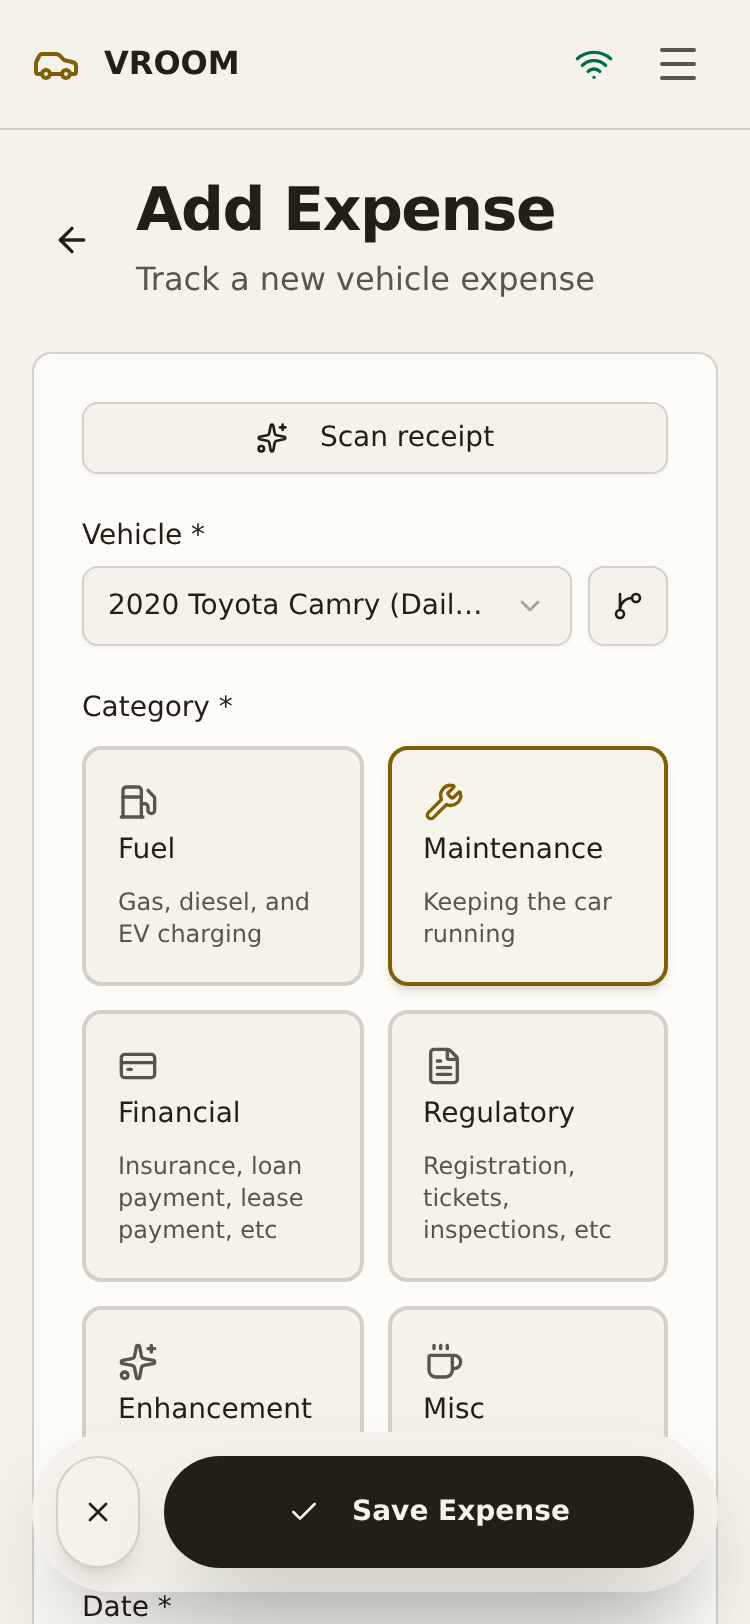 VROOM
Add Expense
Track a new vehicle expense
Scan receipt
Vehicle *
2020 Toyota Camry (Dail...
Category *
Fuel
Gas, diesel, and
EV charging
Maintenance
Keeping the car
running
Financial
Insurance, loan
payment, lease
payment, etc
Regulatory
Registration,
tickets,
inspections, etc
Enhancement
Misc
Save Expense
Date *